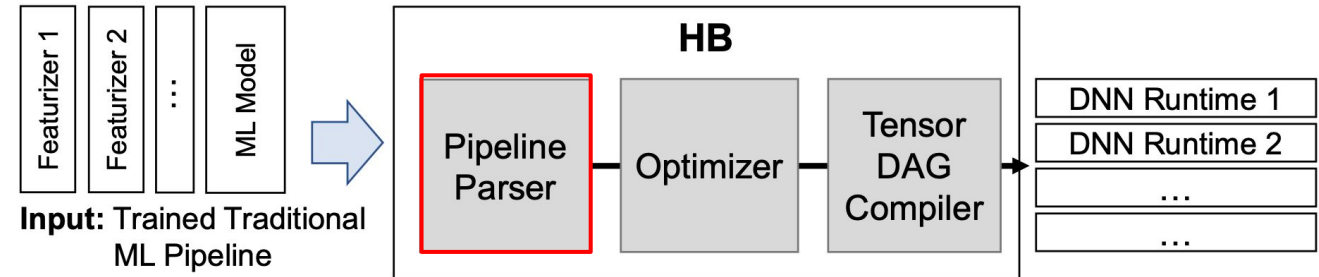 Featurizer 1
Featurizer 2
...
ML Model
Input: Trained Traditional
ML Pipeline
HB
Pipeline
Parser
Optimizer
Tensor
DAG
Compiler
DNN Runtime 1
DNN Runtime 2
...
...